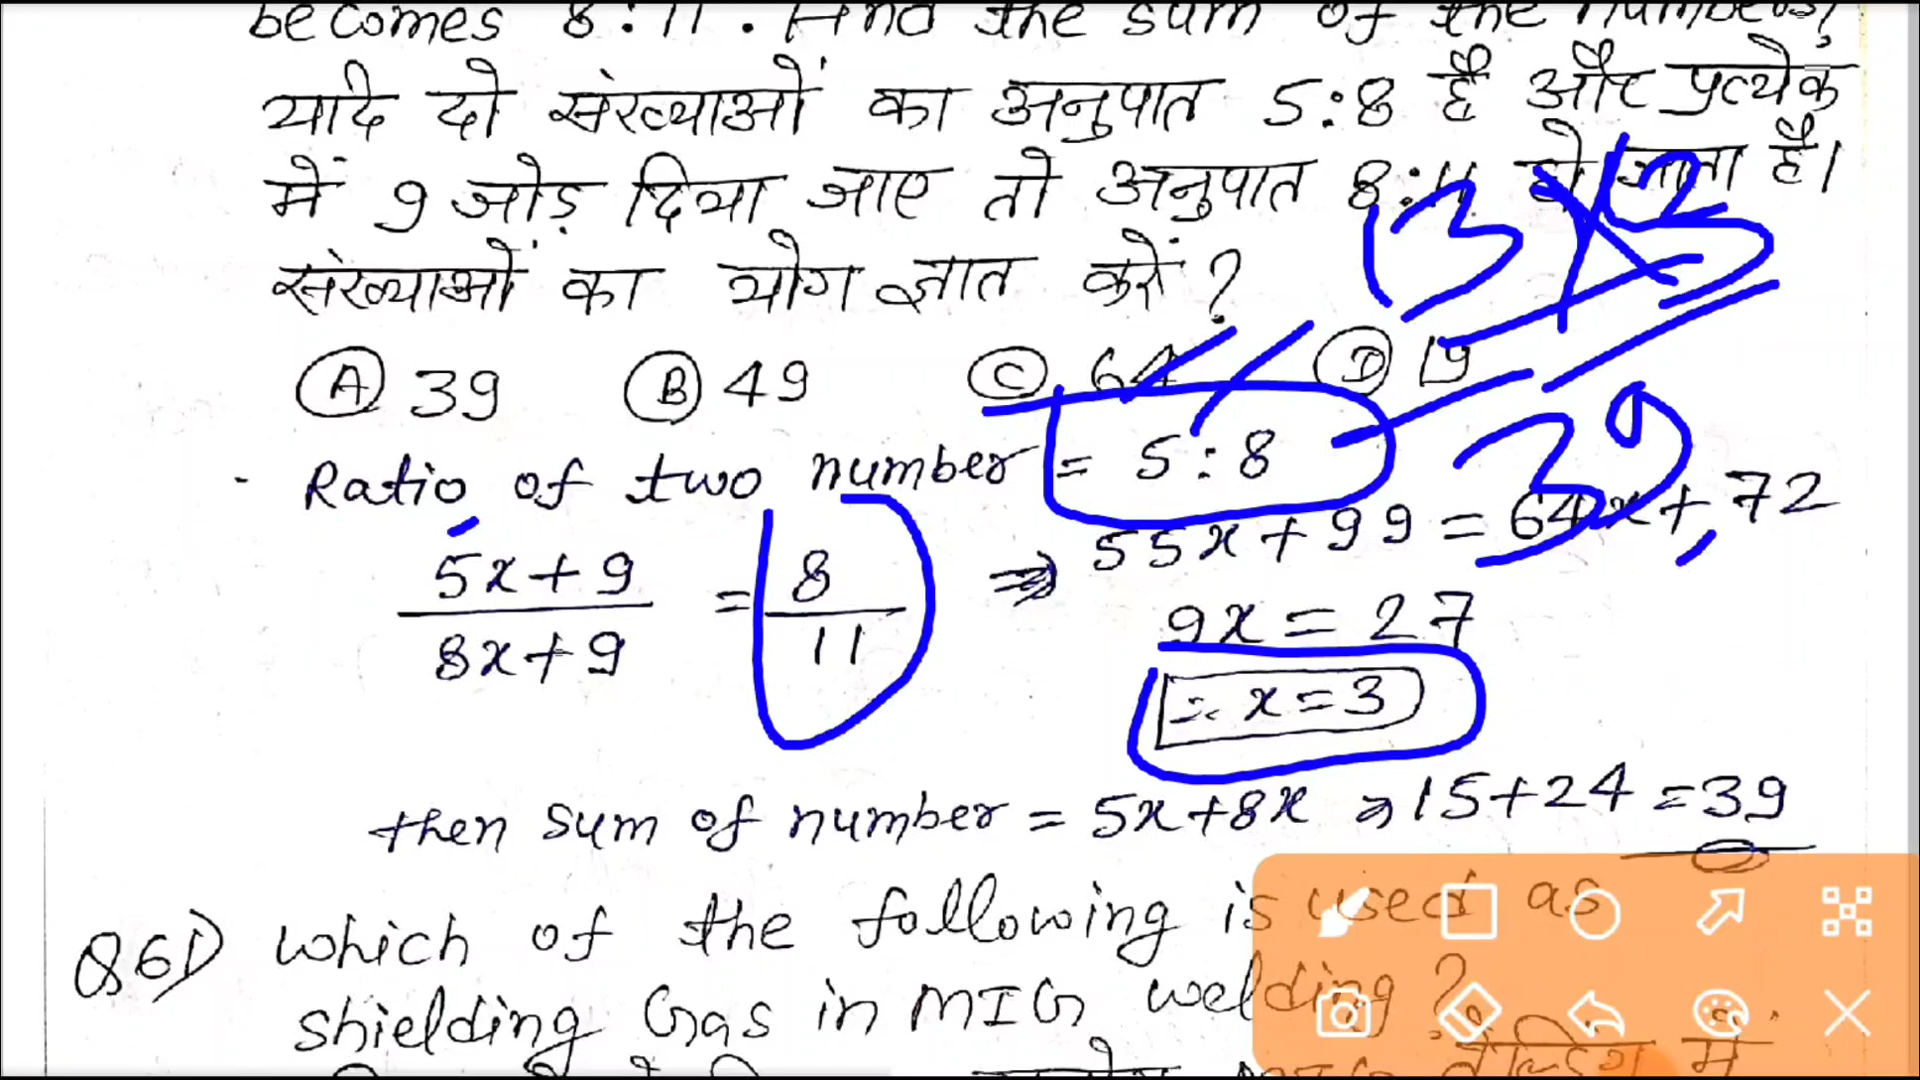 becomes 8:11. Find the sum of the numbers?
यदि दो संख्याओं का अनुपात 5:8 है और प्रत्येक
में 9 जोड़ दिया जाए तो अनुपात 8:11 हो जाता है।
संख्याओं का योग ज्ञात करें?
(A) 39 (B) 49 (C) 64 (D) 19
39
Ratio of two number = 5:8
5x+9 / 8x+9 = 8 / 11 ⇒ 55x+99 = 64x+72
9x = 27
∴ x = 3
then sum of number = 5x+8x ⇒ 15+24 = 39
Q61) which of the following is used as
shielding Gas in MIG welding?